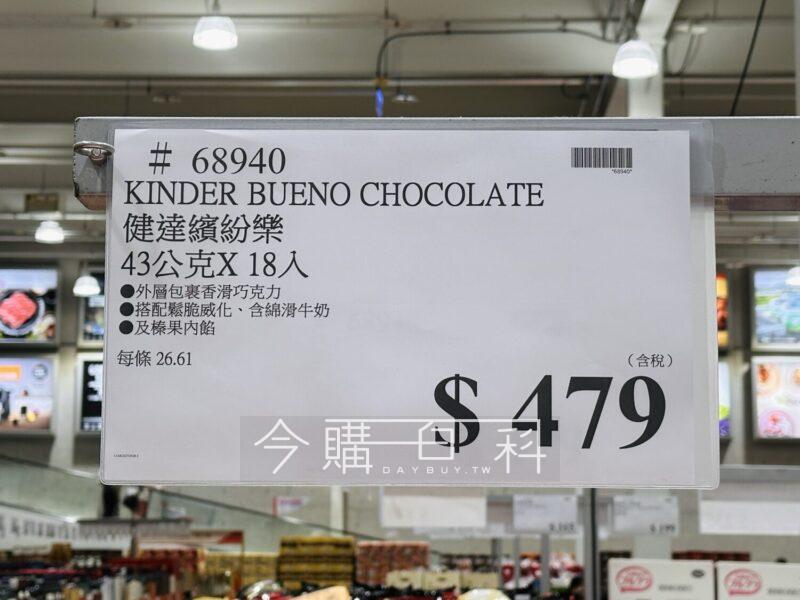 # 68940
*68940*
KINDER BUENO CHOCOLATE
健達繽紛樂
43公克X 18入
●外層包裹香滑巧克力
●搭配鬆脆威化、含綿滑牛奶
●及榛果內餡
每條 26.61
（含稅）
$ 479
今購百科
DAYBUY.TW